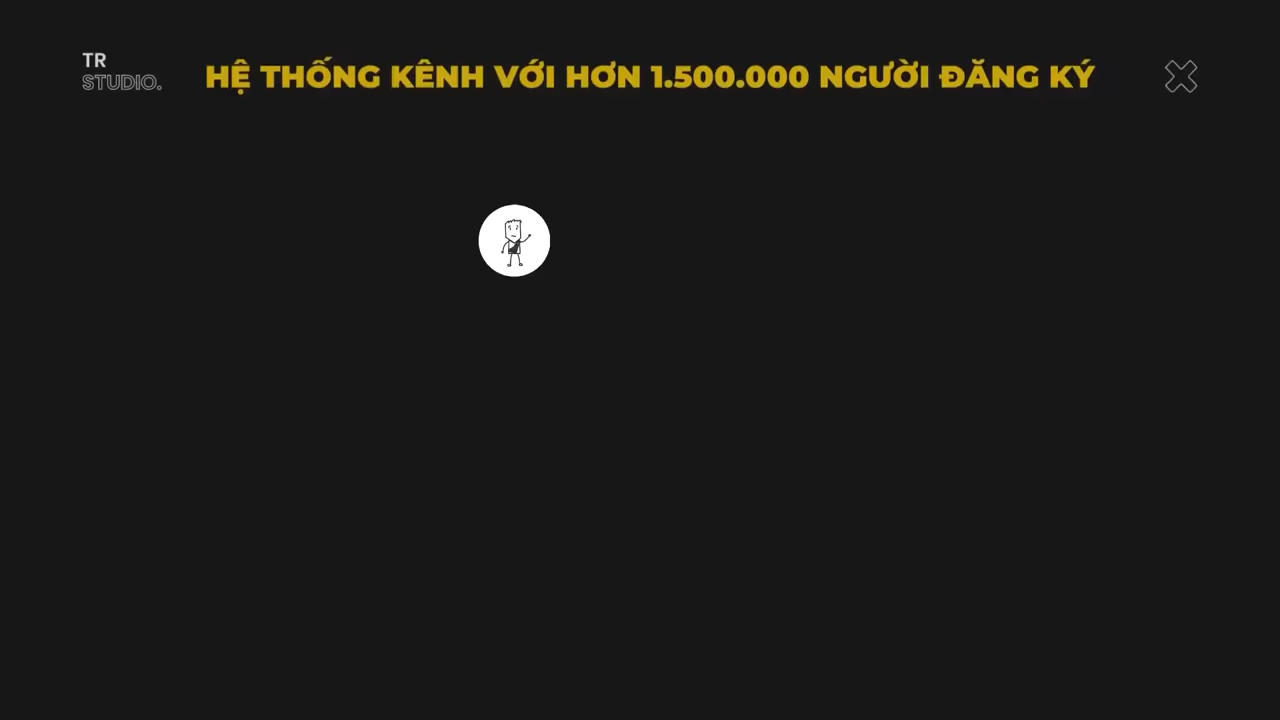 TR
STUDIO.
HỆ THỐNG KÊNH VỚI HƠN 1.500.000 NGƯỜI ĐĂNG KÝ